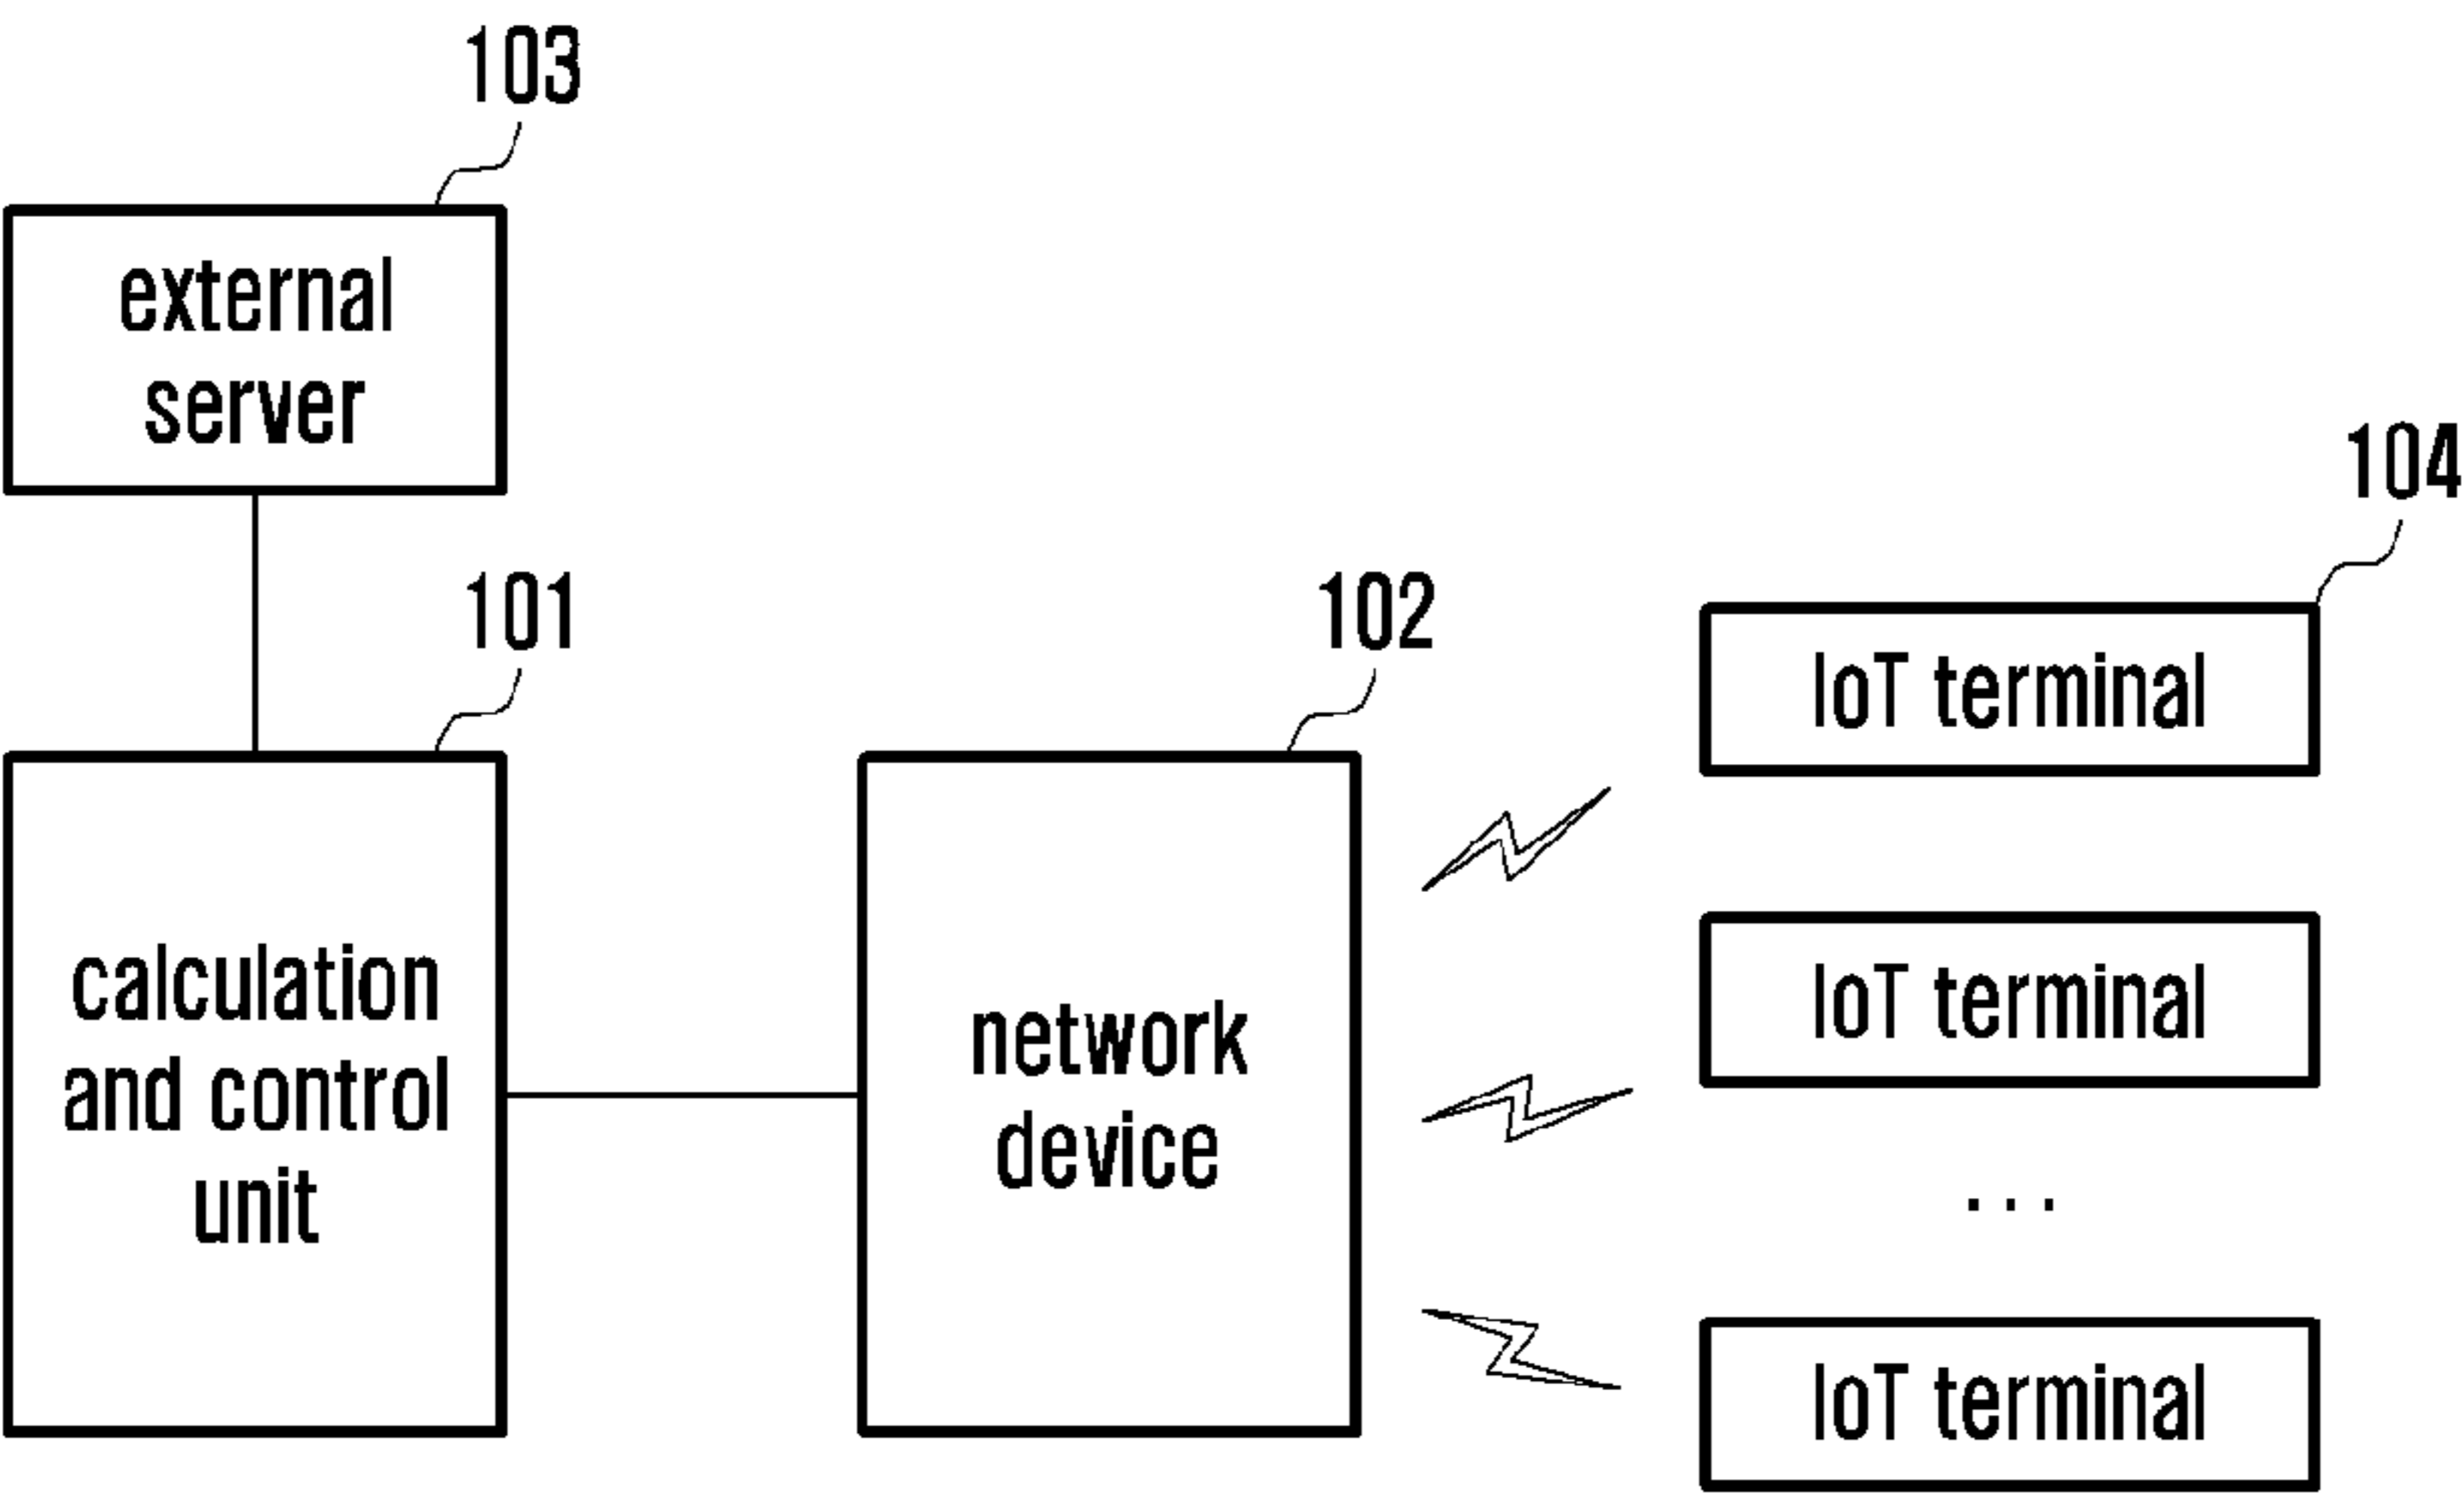 103
external
server
104
101
102
IoT terminal
IoT terminal
calculation
and control
unit
network
device
...
IoT terminal